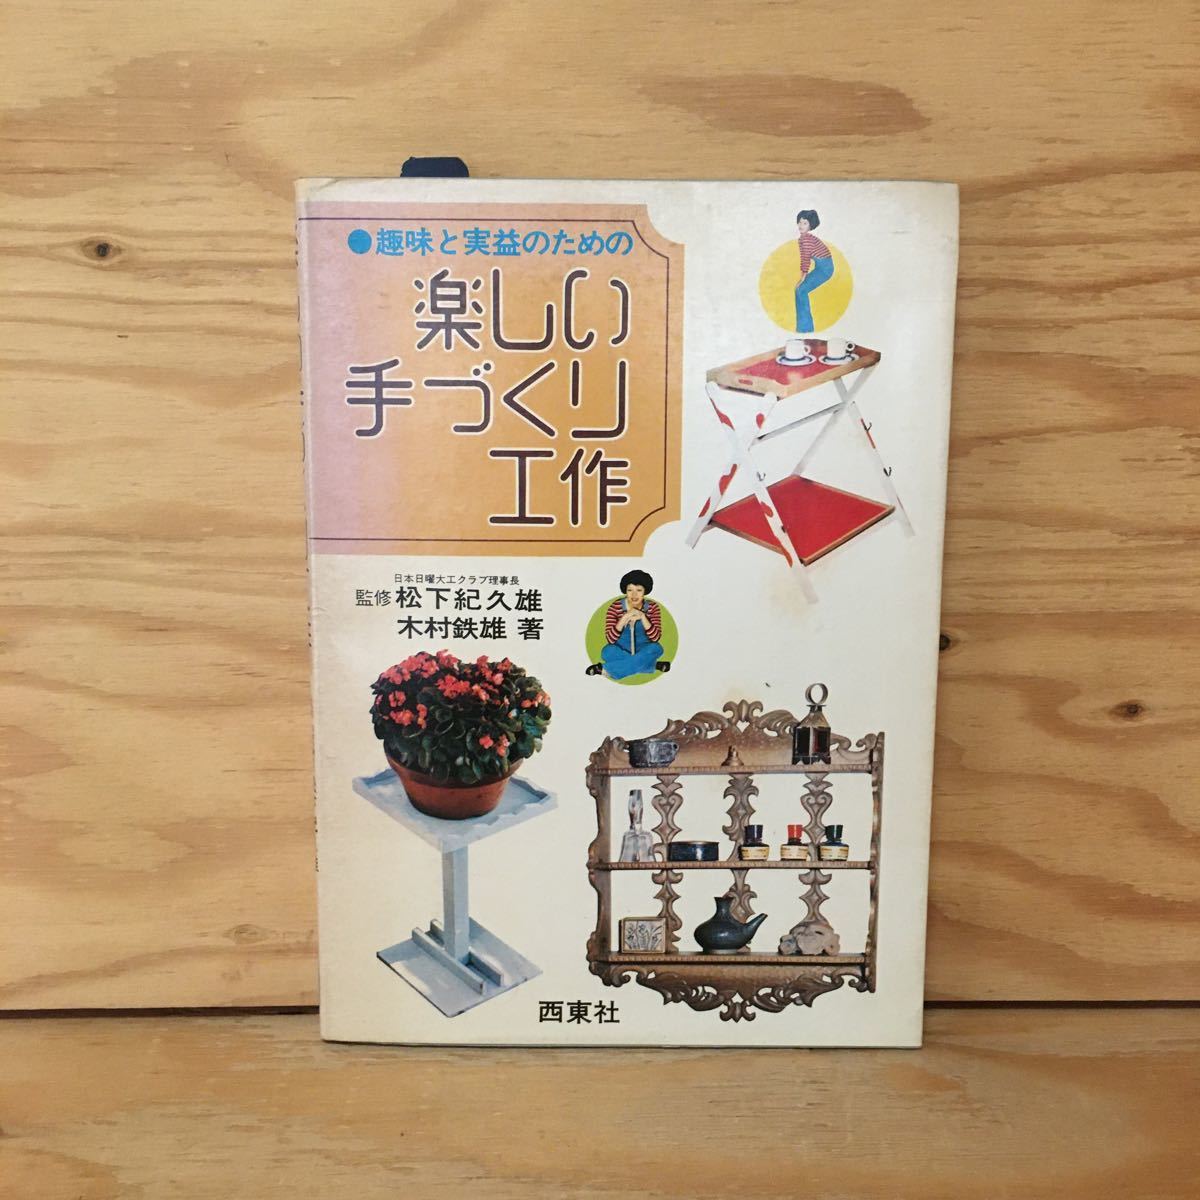 ●趣味と実益のための
楽しい
手づくり
工作
日本日曜大工クラブ理事長
監修 松下紀久雄
木村鉄雄 著
西東社